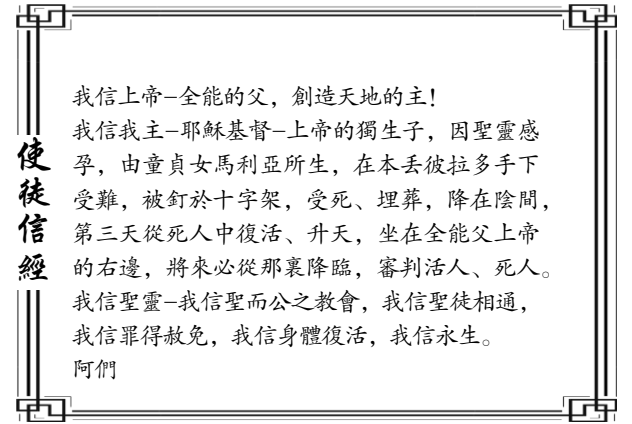 使徒信經
我信上帝–全能的父，創造天地的主！
我信我主–耶穌基督–上帝的獨生子，因聖靈感
孕，由童貞女馬利亞所生，在本丟彼拉多手下
受難，被釘於十字架，受死、埋葬，降在陰間，
第三天從死人中復活、升天，坐在全能父上帝
的右邊，將來必從那裏降臨，審判活人、死人。
我信聖靈–我信聖而公之教會，我信聖徒相通，
我信罪得赦免，我信身體復活，我信永生。
阿們